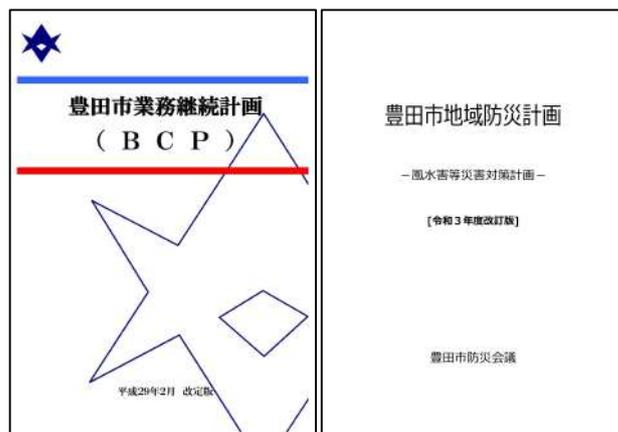 豊田市業務継続計画
(BCP)
平成29年2月 改定版
豊田市地域防災計画
－風水害等災害対策計画－
[令和3年度改訂版]
豊田市防災会議